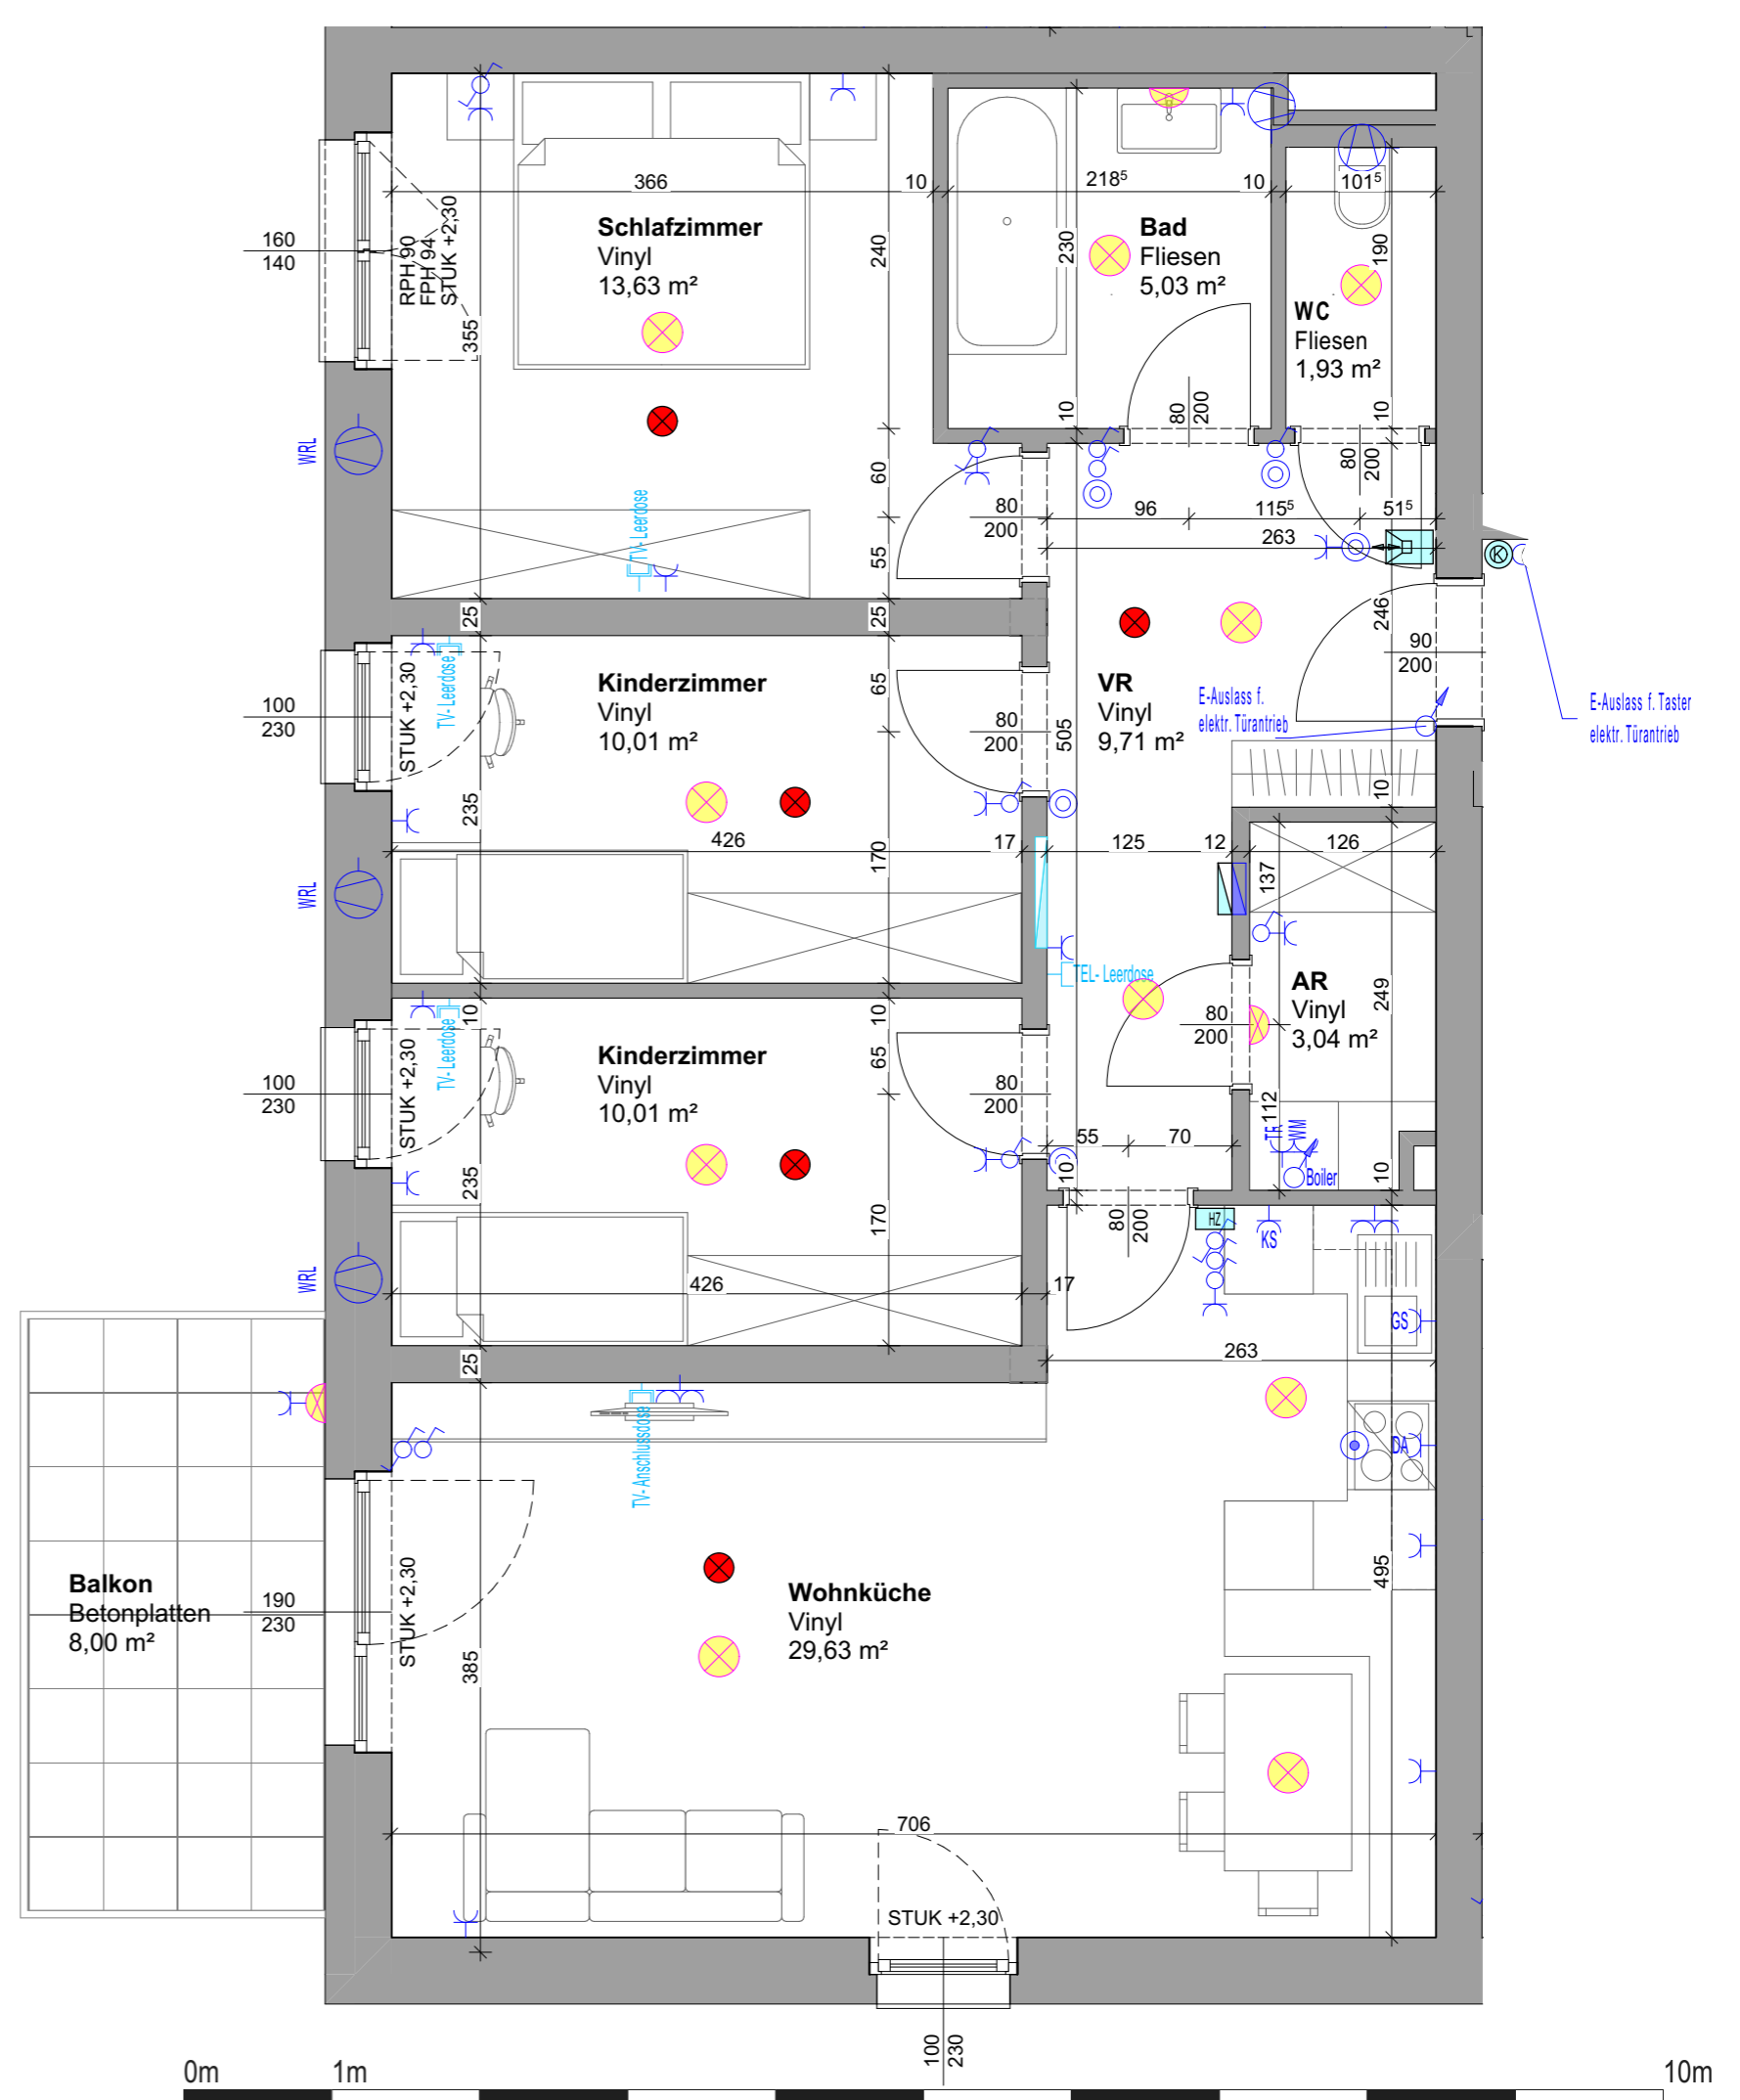 366
10
218⁵
10
101⁵
Schlafzimmer
Vinyl
13,63 m²
Bad
Fliesen
5,03 m²
WC
Fliesen
1,93 m²
160
140
RPH 90
FPH 94
STUK +2,30
355
240
230
190
10
10
80
200
80
200
WRL
TV- Leerdose
60
55
80
200
96
115⁵
51⁵
263
K
25
25
246
90
200
Kinderzimmer
Vinyl
10,01 m²
VR
Vinyl
9,71 m²
E-Auslass f.
elektr. Türantrieb
E-Auslass f. Taster
elektr. Türantrieb
100
230
STUK +2,30
TV- Leerdose
65
80
200
505
235
10
426
17
125
12
126
170
137
WRL
TEL- Leerdose
AR
Vinyl
3,04 m²
249
80
200
10
10
Kinderzimmer
Vinyl
10,01 m²
100
230
STUK +2,30
TV- Leerdose
65
80
200
112
55
70
TR
WM
Boiler
10
10
235
170
80
200
HZ
KS
WRL
426
17
GS
263
25
TV- Anschlussdose
DA
Balkon
Betonplatten
8,00 m²
190
230
STUK +2,30
Wohnküche
Vinyl
29,63 m²
495
385
706
STUK +2,30
100
230
0m
1m
10m